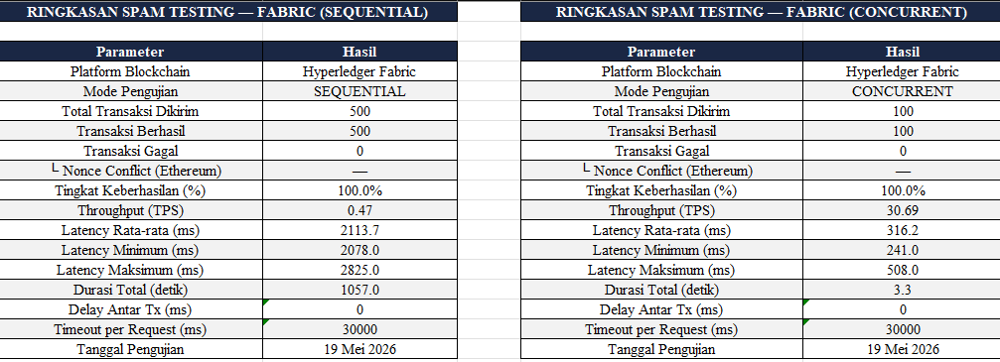 RINGKASAN SPAM TESTING — FABRIC (SEQUENTIAL)
Parameter Hasil
Platform Blockchain Hyperledger Fabric
Mode Pengujian SEQUENTIAL
Total Transaksi Dikirim 500
Transaksi Berhasil 500
Transaksi Gagal 0
└ Nonce Conflict (Ethereum) —
Tingkat Keberhasilan (%) 100.0%
Throughput (TPS) 0.47
Latency Rata-rata (ms) 2113.7
Latency Minimum (ms) 2078.0
Latency Maksimum (ms) 2825.0
Durasi Total (detik) 1057.0
Delay Antar Tx (ms) 0
Timeout per Request (ms) 30000
Tanggal Pengujian 19 Mei 2026
RINGKASAN SPAM TESTING — FABRIC (CONCURRENT)
Parameter Hasil
Platform Blockchain Hyperledger Fabric
Mode Pengujian CONCURRENT
Total Transaksi Dikirim 100
Transaksi Berhasil 100
Transaksi Gagal 0
└ Nonce Conflict (Ethereum) —
Tingkat Keberhasilan (%) 100.0%
Throughput (TPS) 30.69
Latency Rata-rata (ms) 316.2
Latency Minimum (ms) 241.0
Latency Maksimum (ms) 508.0
Durasi Total (detik) 3.3
Delay Antar Tx (ms) 0
Timeout per Request (ms) 30000
Tanggal Pengujian 19 Mei 2026